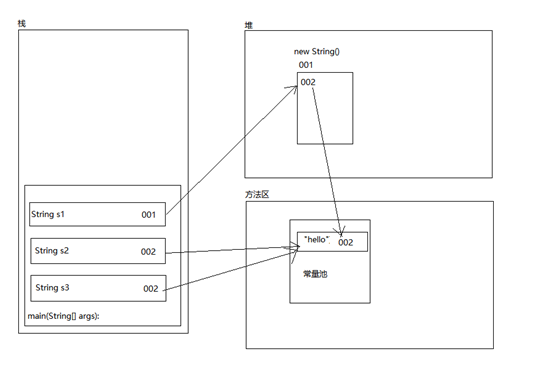 栈
String s1 001
String s2 002
String s3 002
main(String[] args):
堆
new String()
001
002
方法区
"hello" 002
常量池